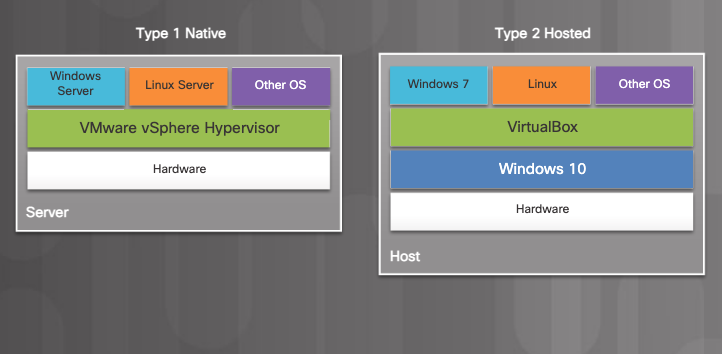 Type 1 Native
Windows
Server
Linux Server
Other OS
VMware vSphere Hypervisor
Hardware
Server
Type 2 Hosted
Windows 7
Linux
Other OS
VirtualBox
Windows 10
Hardware
Host